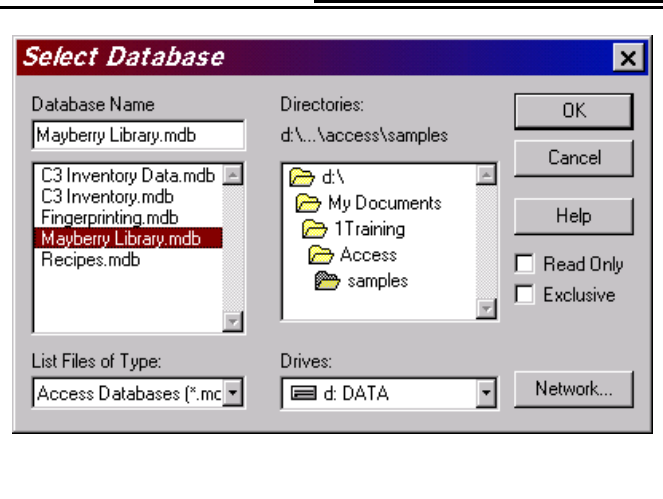 Select Database
Database Name
Mayberry Library.mdb
C3 Inventory Data.mdb
C3 Inventory.mdb
Fingerprinting.mdb
Mayberry Library.mdb
Recipes.mdb
List Files of Type:
Access Databases (*.mc
Directories:
d:\...\access\samples
d:\
My Documents
1Training
Access
samples
Drives:
d: DATA
OK
Cancel
Help
Read Only
Exclusive
Network...